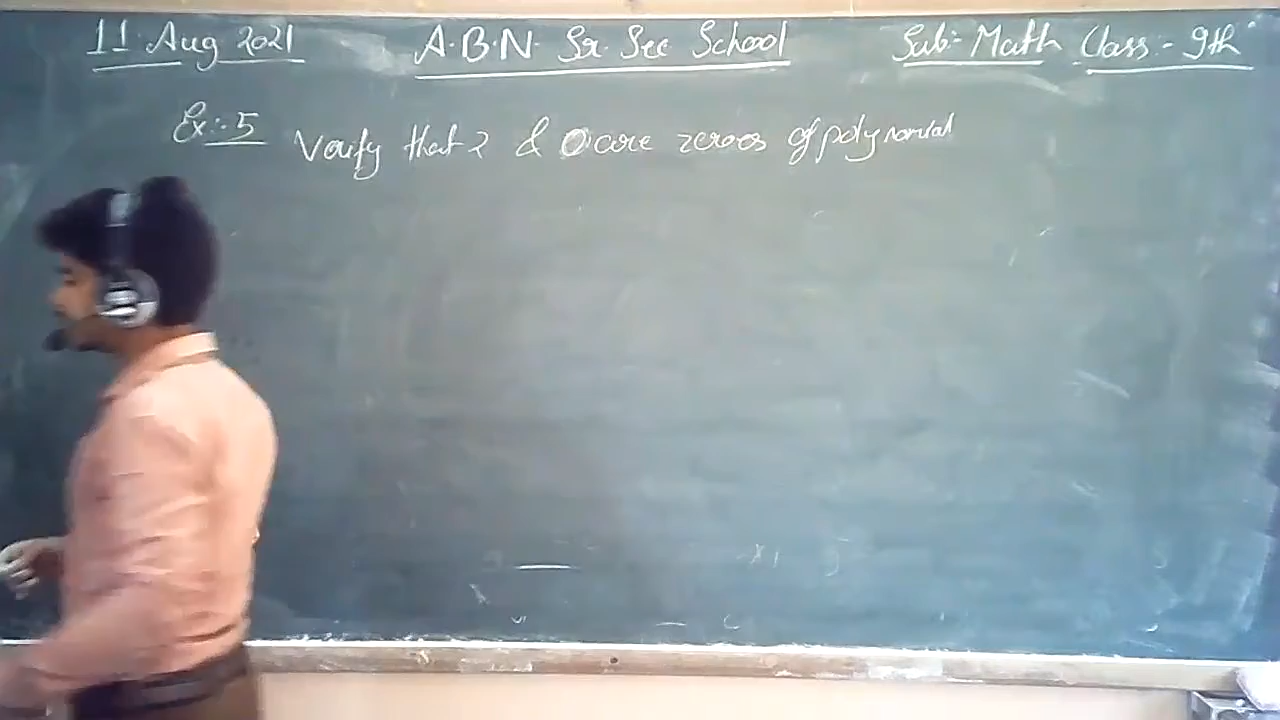 11 Aug 2021 A.B.N. Sr. Sec School Sub:- Math Class:- 9th
Ex:-5 Verify that 2 & 0 are zeroes of polynomial